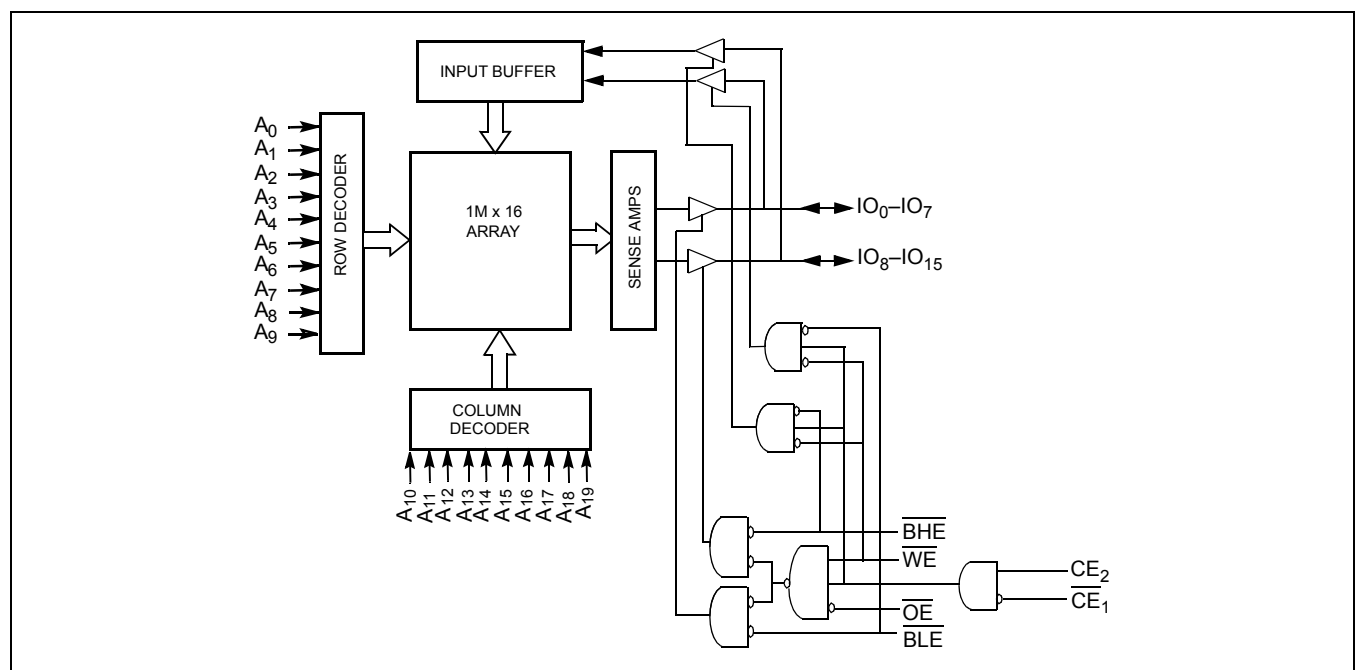 INPUT BUFFER
A0
A1
A2
A3
A4
A5
A6
A7
A8
A9
ROW DECODER
1M x 16
ARRAY
SENSE AMPS
IO0–IO7
IO8–IO15
COLUMN
DECODER
A10
A11
A12
A13
A14
A15
A16
A17
A18
A19
BHE
WE
OE
BLE
CE2
CE1